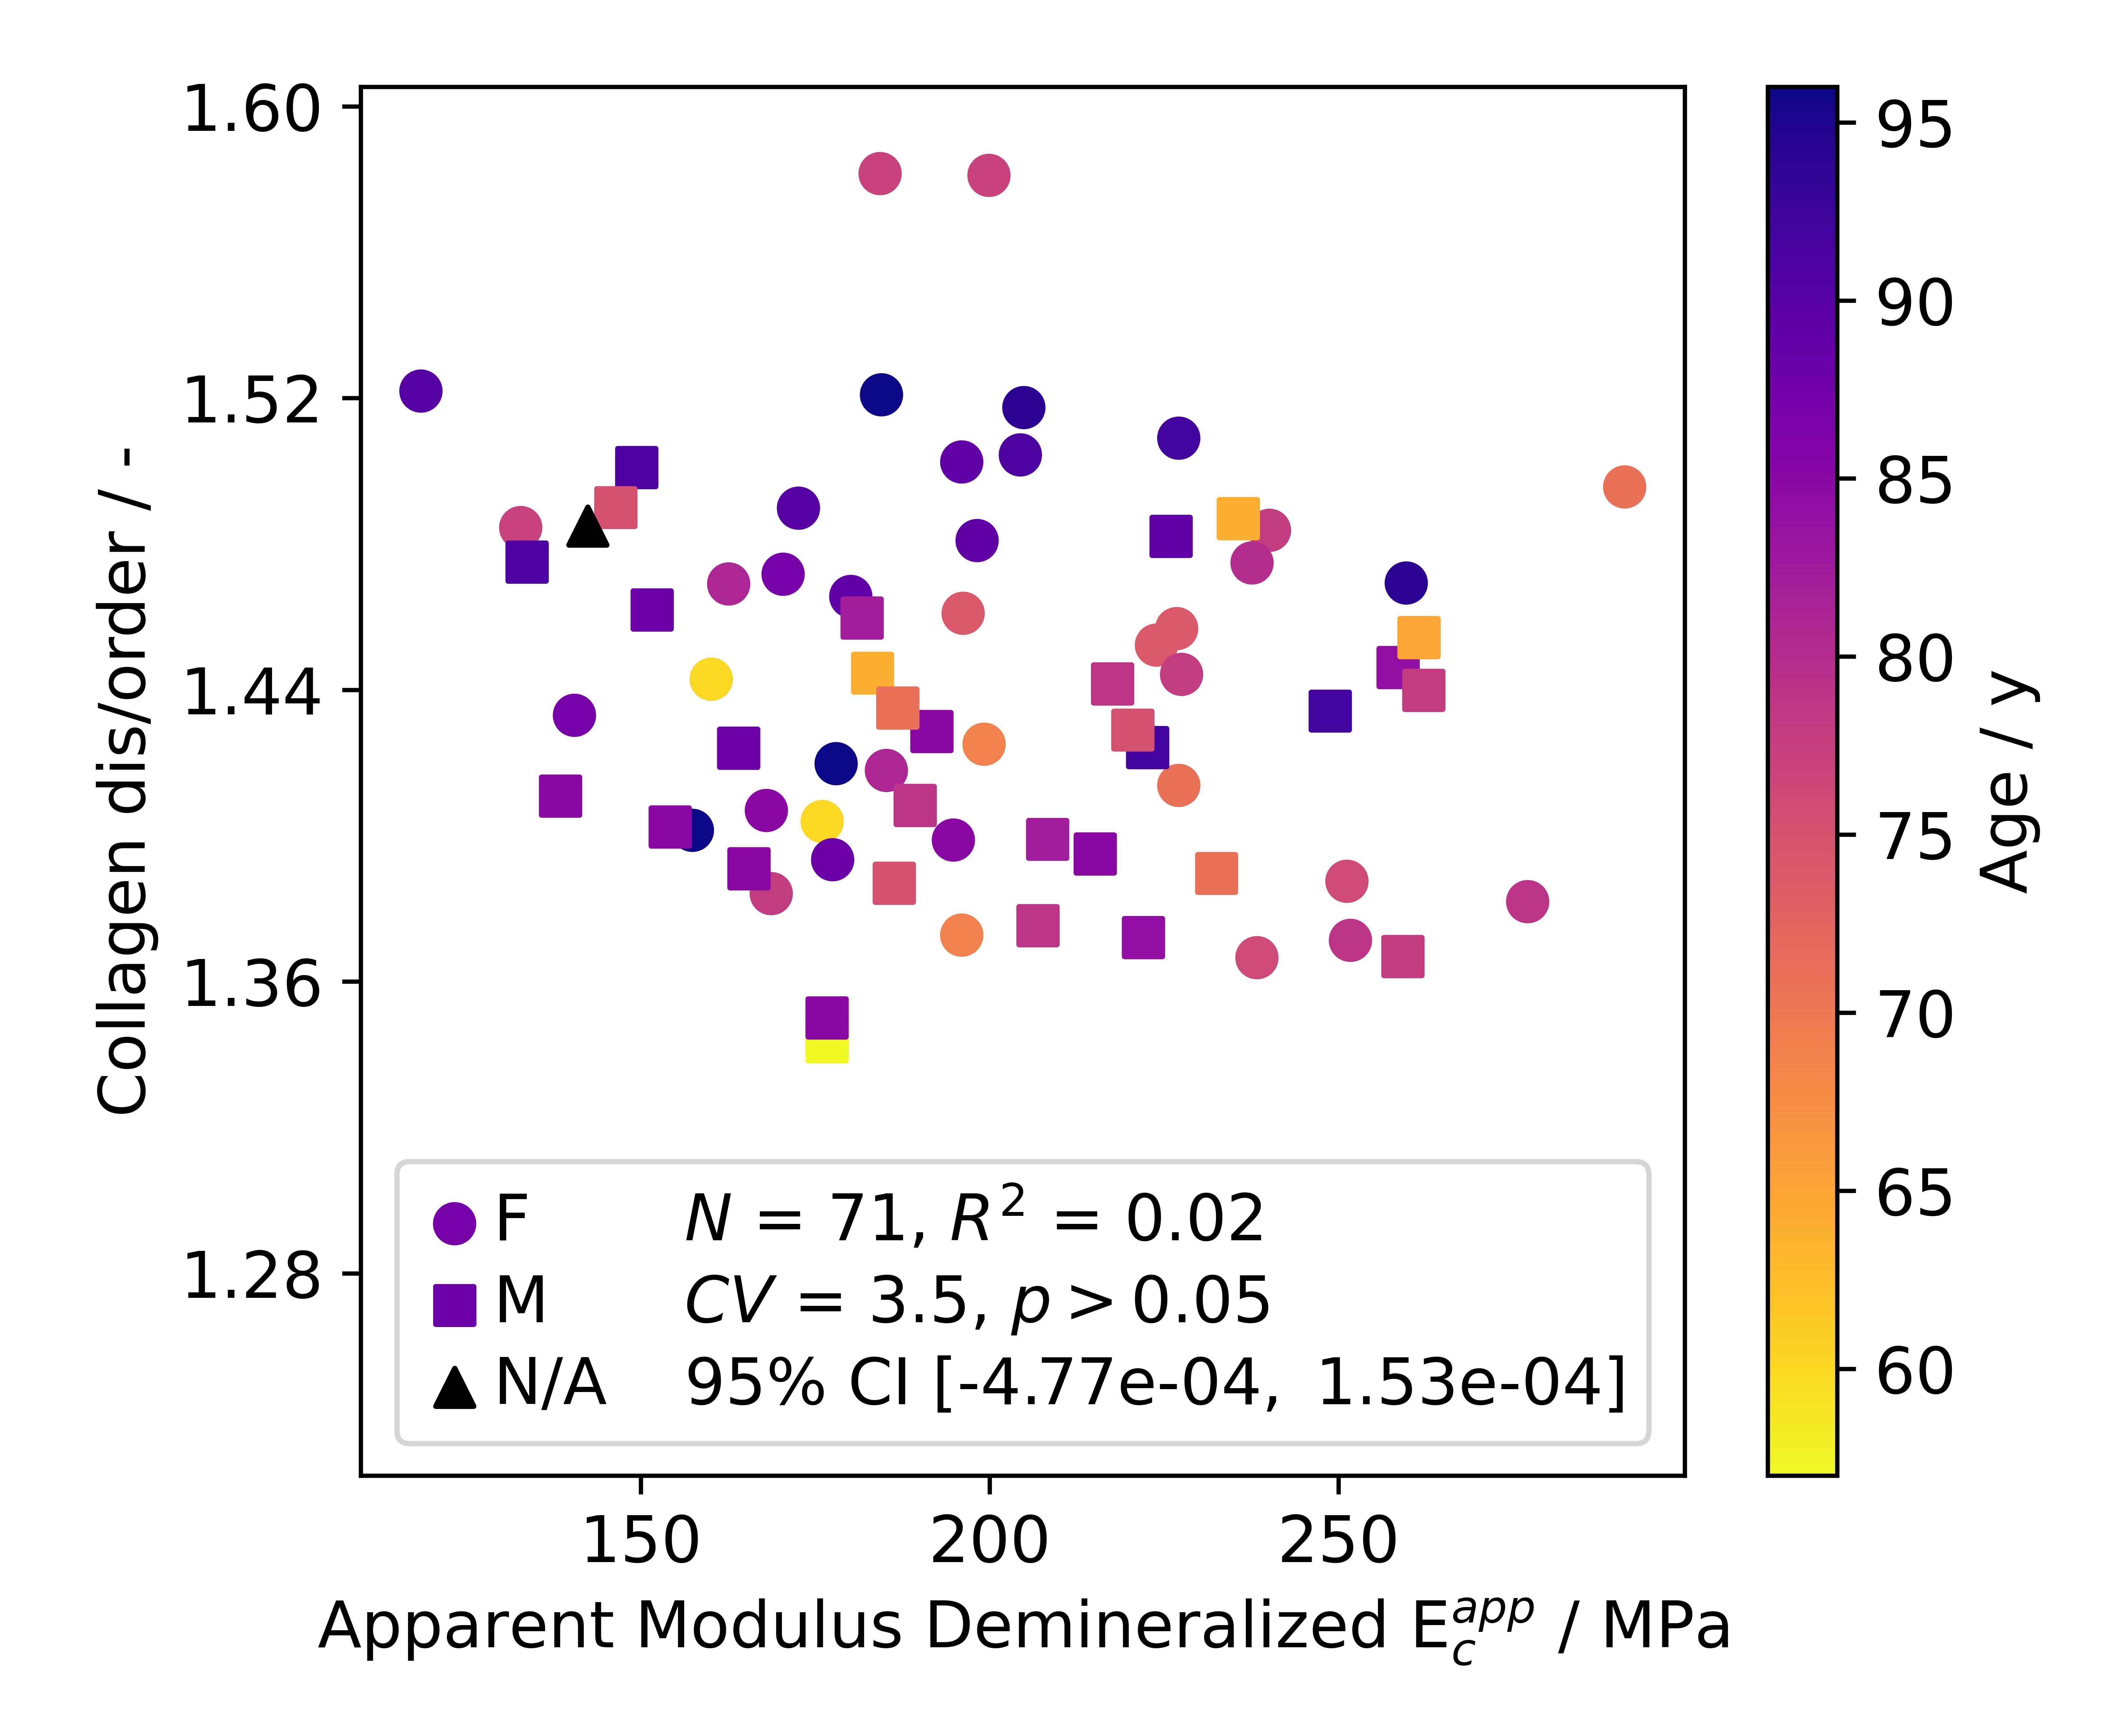 1.60
1.52
1.44
1.36
1.28
Collagen dis/order / -
150 200 250
Apparent Modulus Demineralized E_c^{app} / MPa
F N = 71, R² = 0.02
M CV = 3.5, p > 0.05
N/A 95% CI [-4.77e-04, 1.53e-04]
95
90
85
80
75
70
65
60
Age / y